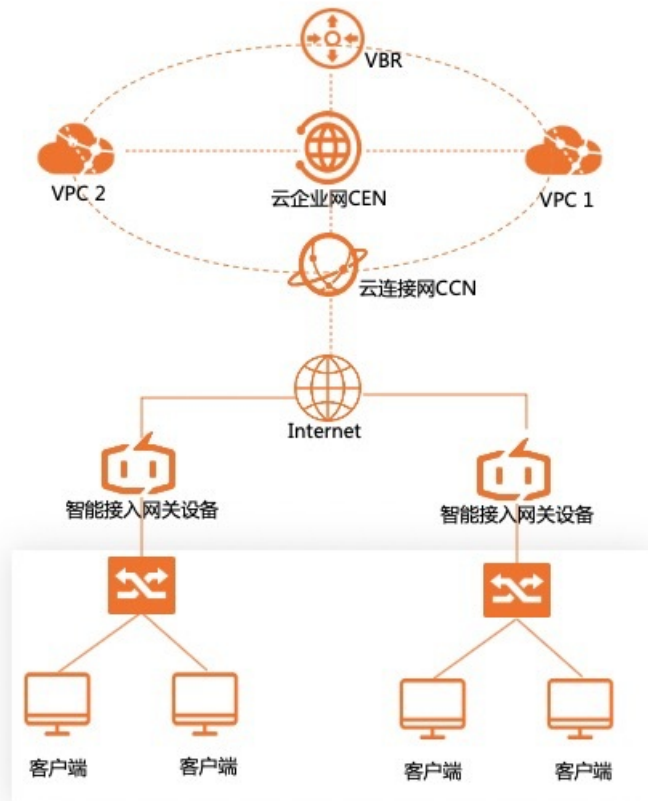 VBR
VPC 2
云企业网CEN
VPC 1
云连接网CCN
Internet
智能接入网关设备
智能接入网关设备
客户端
客户端
客户端
客户端